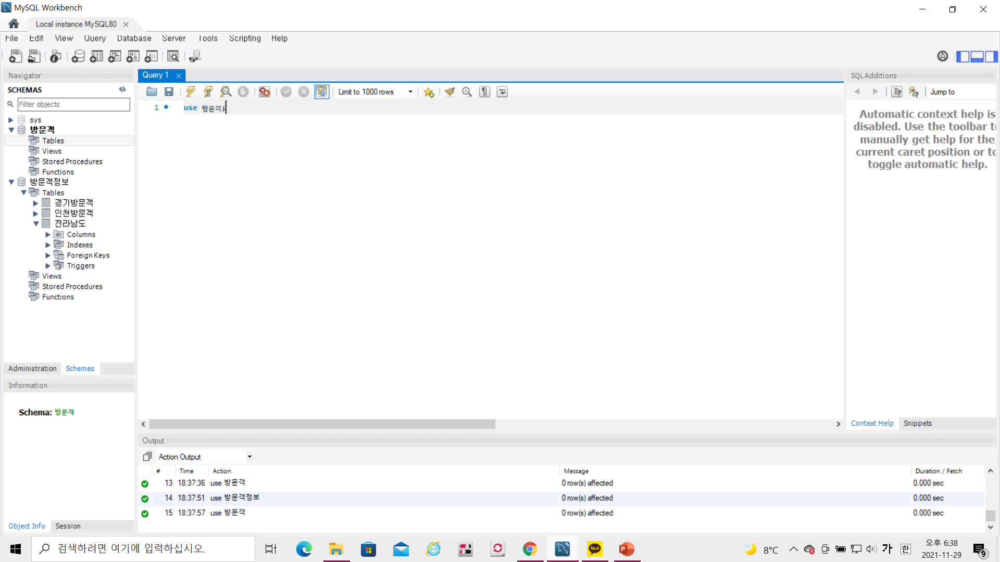 MySQL Workbench
Local instance MySQL80
File Edit View Query Database Server Tools Scripting Help
Navigator
SCHEMAS
Filter objects
sys
방문객
Tables
Views
Stored Procedures
Functions
방문객정보
Tables
경기방문객
인천방문객
전라남도
Columns
Indexes
Foreign Keys
Triggers
Views
Stored Procedures
Functions
Administration Schemas
Information
Schema: 방문객
Object Info Session
Query 1
Limit to 1000 rows
1 use 방문객;
SQLAdditions
Jump to
Automatic context help is
disabled. Use the toolbar to
manually get help for the
current caret position or to
toggle automatic help.
Context Help Snippets
Output
Action Output
# Time Action Message Duration / Fetch
13 18:37:36 use 방문객 0 row(s) affected 0.000 sec
14 18:37:51 use 방문객정보 0 row(s) affected 0.000 sec
15 18:37:57 use 방문객 0 row(s) affected 0.000 sec
검색하려면 여기에 입력하십시오.
TALK
P
8°C
가
한
오후 6:38
2021-11-29
9